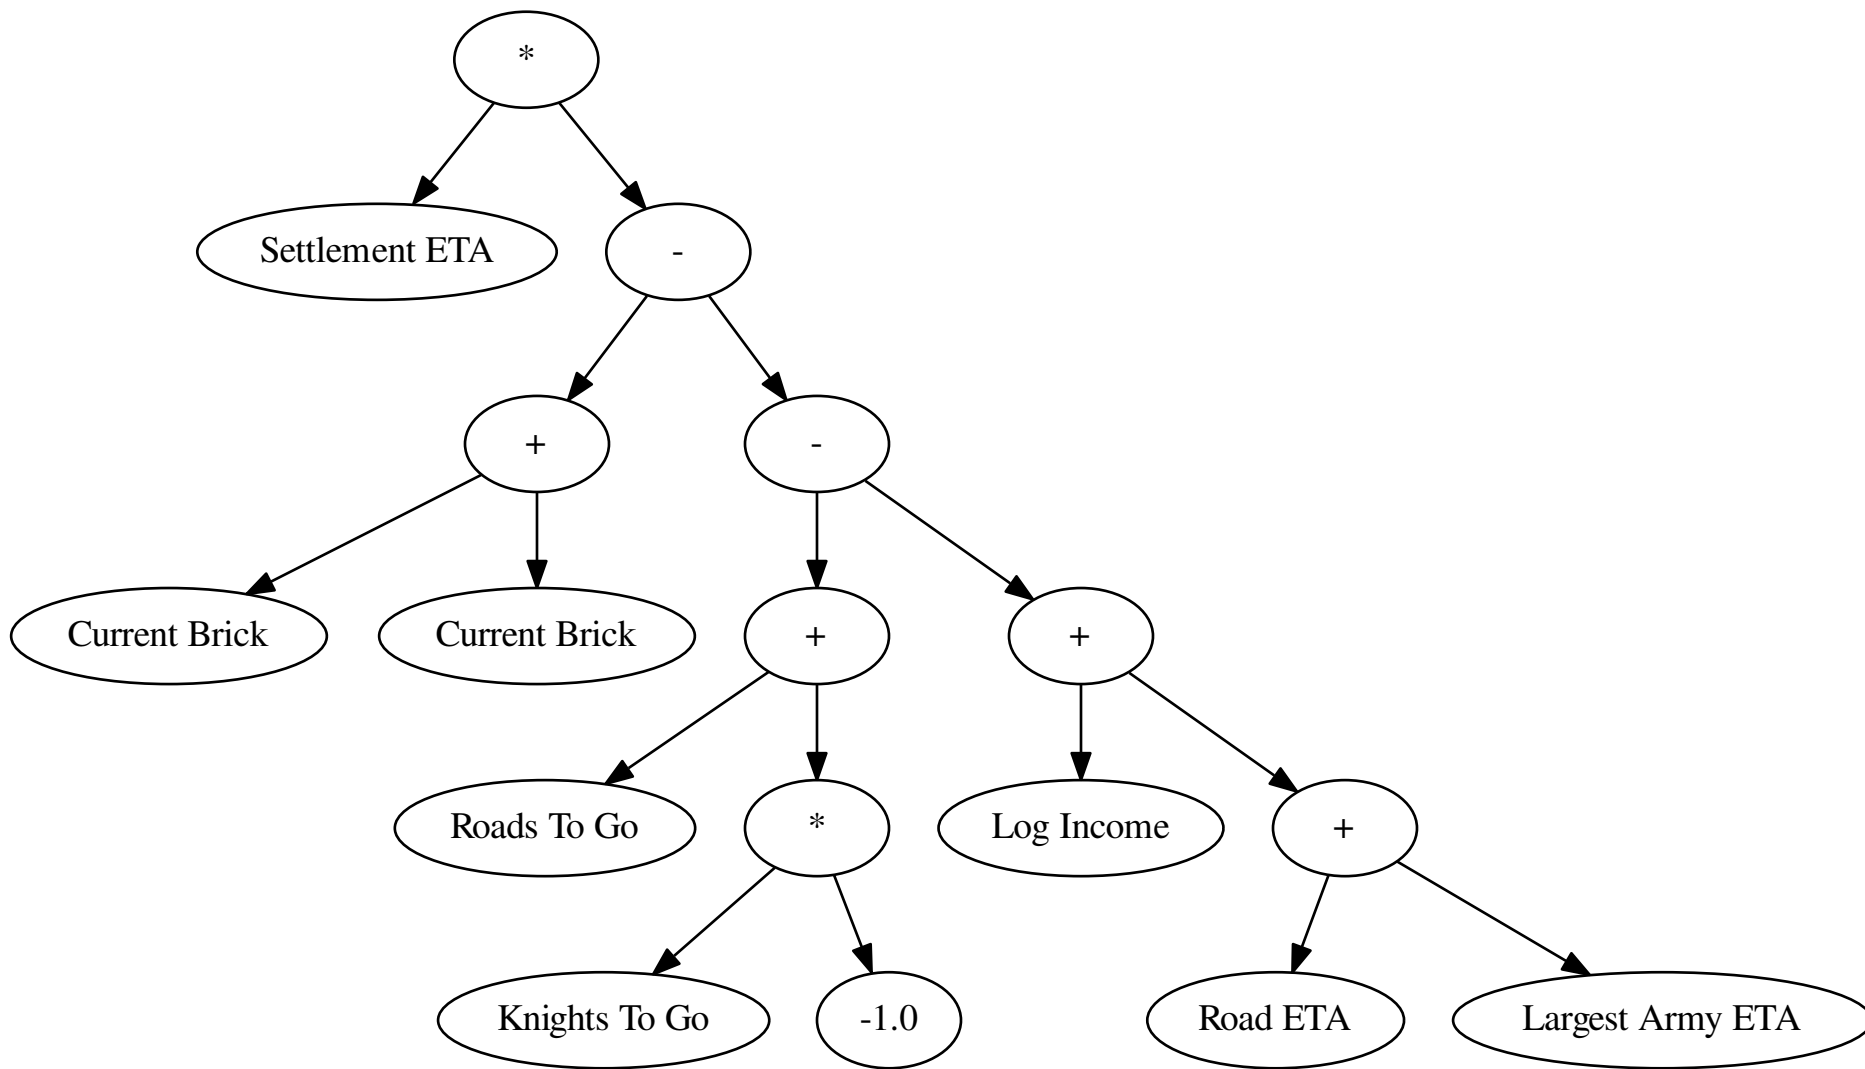 *
Settlement ETA
-
+
-
Current Brick
Current Brick
+
+
Roads To Go
*
Log Income
+
Knights To Go
-1.0
Road ETA
Largest Army ETA